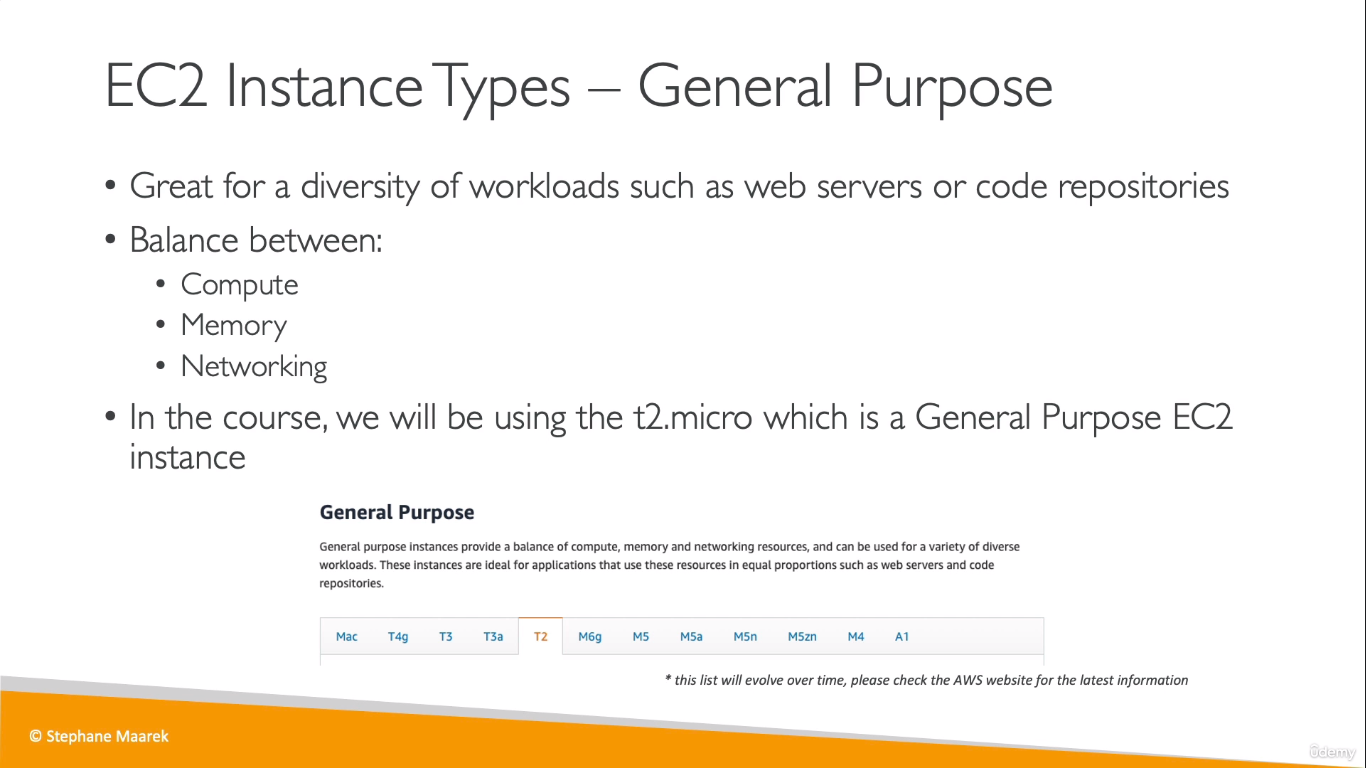 EC2 Instance Types – General Purpose
• Great for a diversity of workloads such as web servers or code repositories
• Balance between:
• Compute
• Memory
• Networking
• In the course, we will be using the t2.micro which is a General Purpose EC2
instance
General Purpose
General purpose instances provide a balance of compute, memory and networking resources, and can be used for a variety of diverse
workloads. These instances are ideal for applications that use these resources in equal proportions such as web servers and code
repositories.
Mac T4g T3 T3a T2 M6g M5 M5a M5n M5zn M4 A1
* this list will evolve over time, please check the AWS website for the latest information
© Stephane Maarek
ûdemy